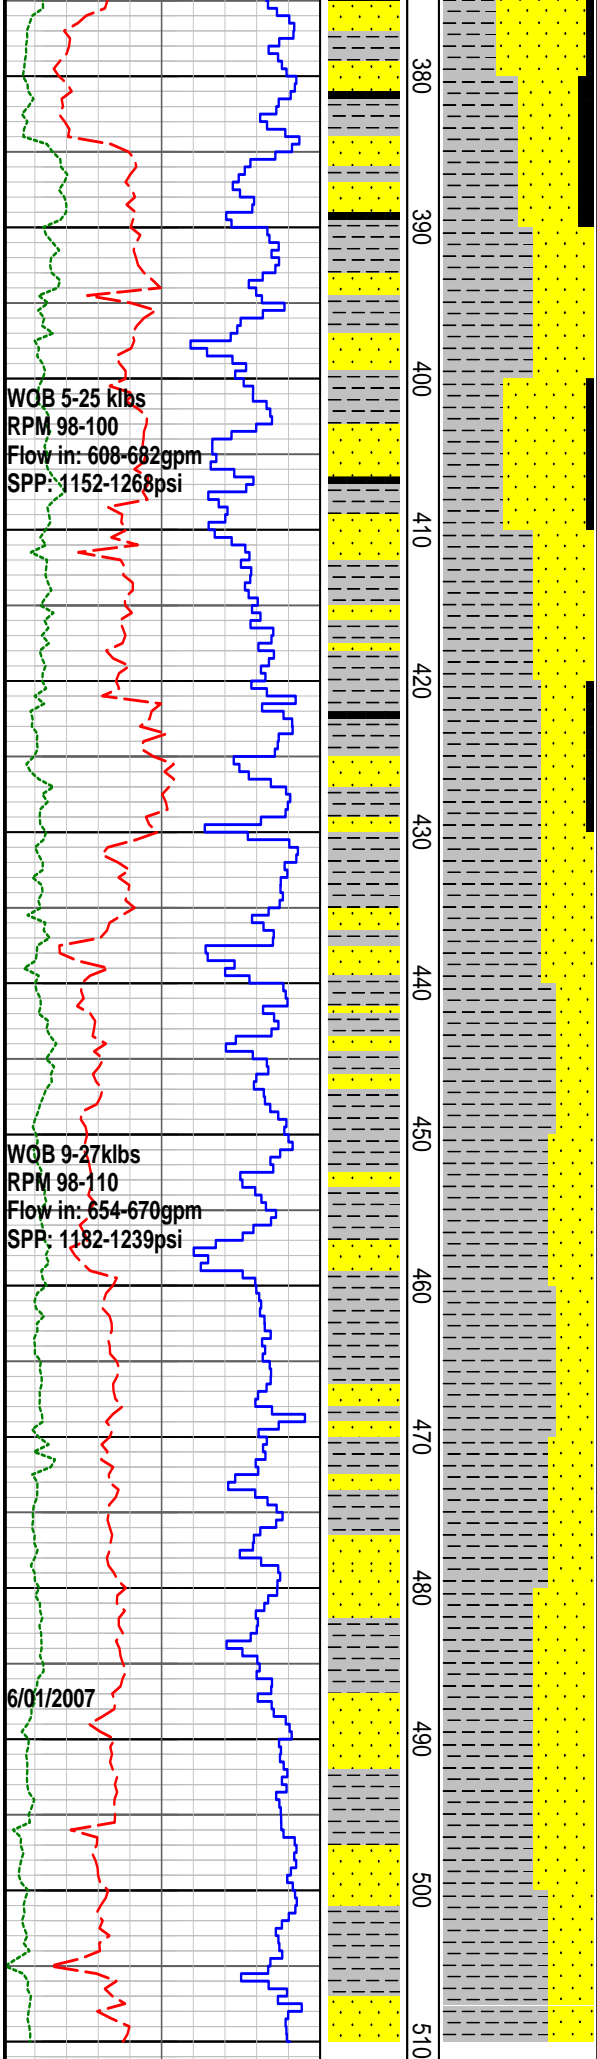 380
390
400
WOB 5-25 klbs
RPM 98-100
Flow in: 608-682gpm
SPP: 1152-1268psi
410
420
430
440
450
WOB 9-27klbs
RPM 98-110
Flow in: 654-670gpm
SPP: 1182-1239psi
460
470
480
6/01/2007
490
500
510